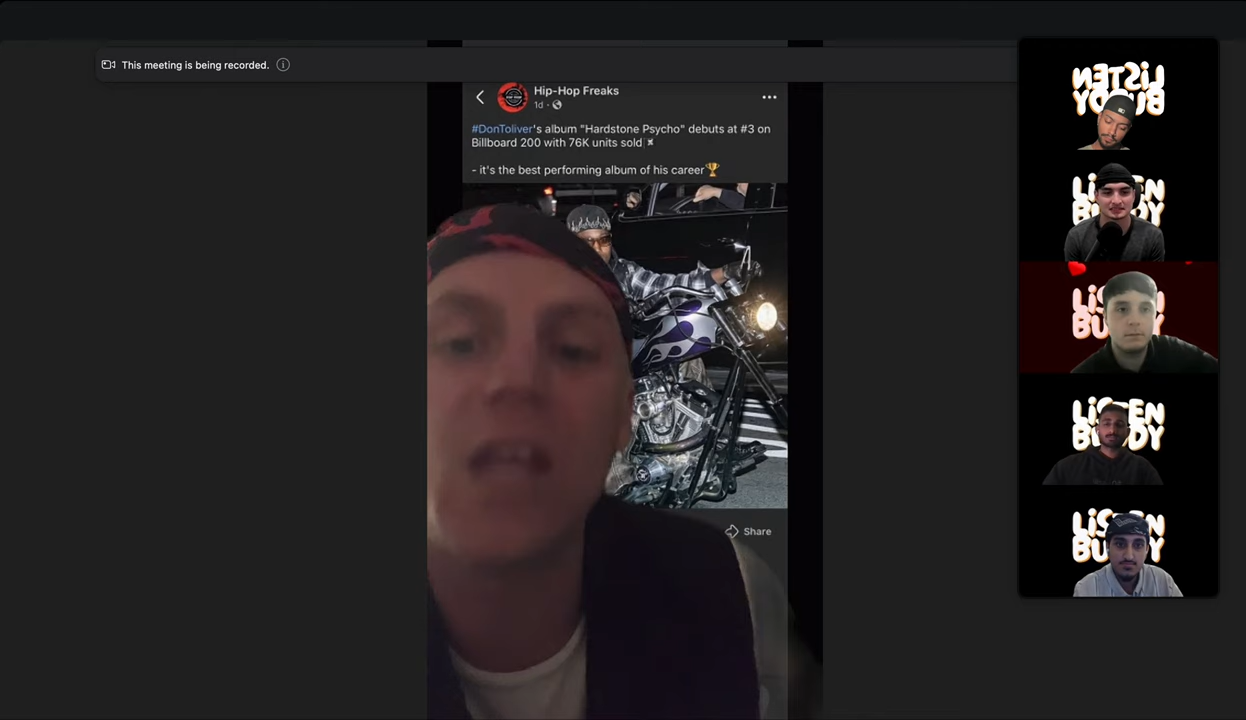 This meeting is being recorded.
Hip-Hop Freaks
1d ·
#DonToliver's album "Hardstone Psycho" debuts at #3 on
Billboard 200 with 76K units sold
- it's the best performing album of his career🏆
Share
LiSTEN
BUDDY
LiSTEN
BUDDY
LiSTEN
BUDDY
LiSTEN
BUDDY
LiSTEN
BUDDY